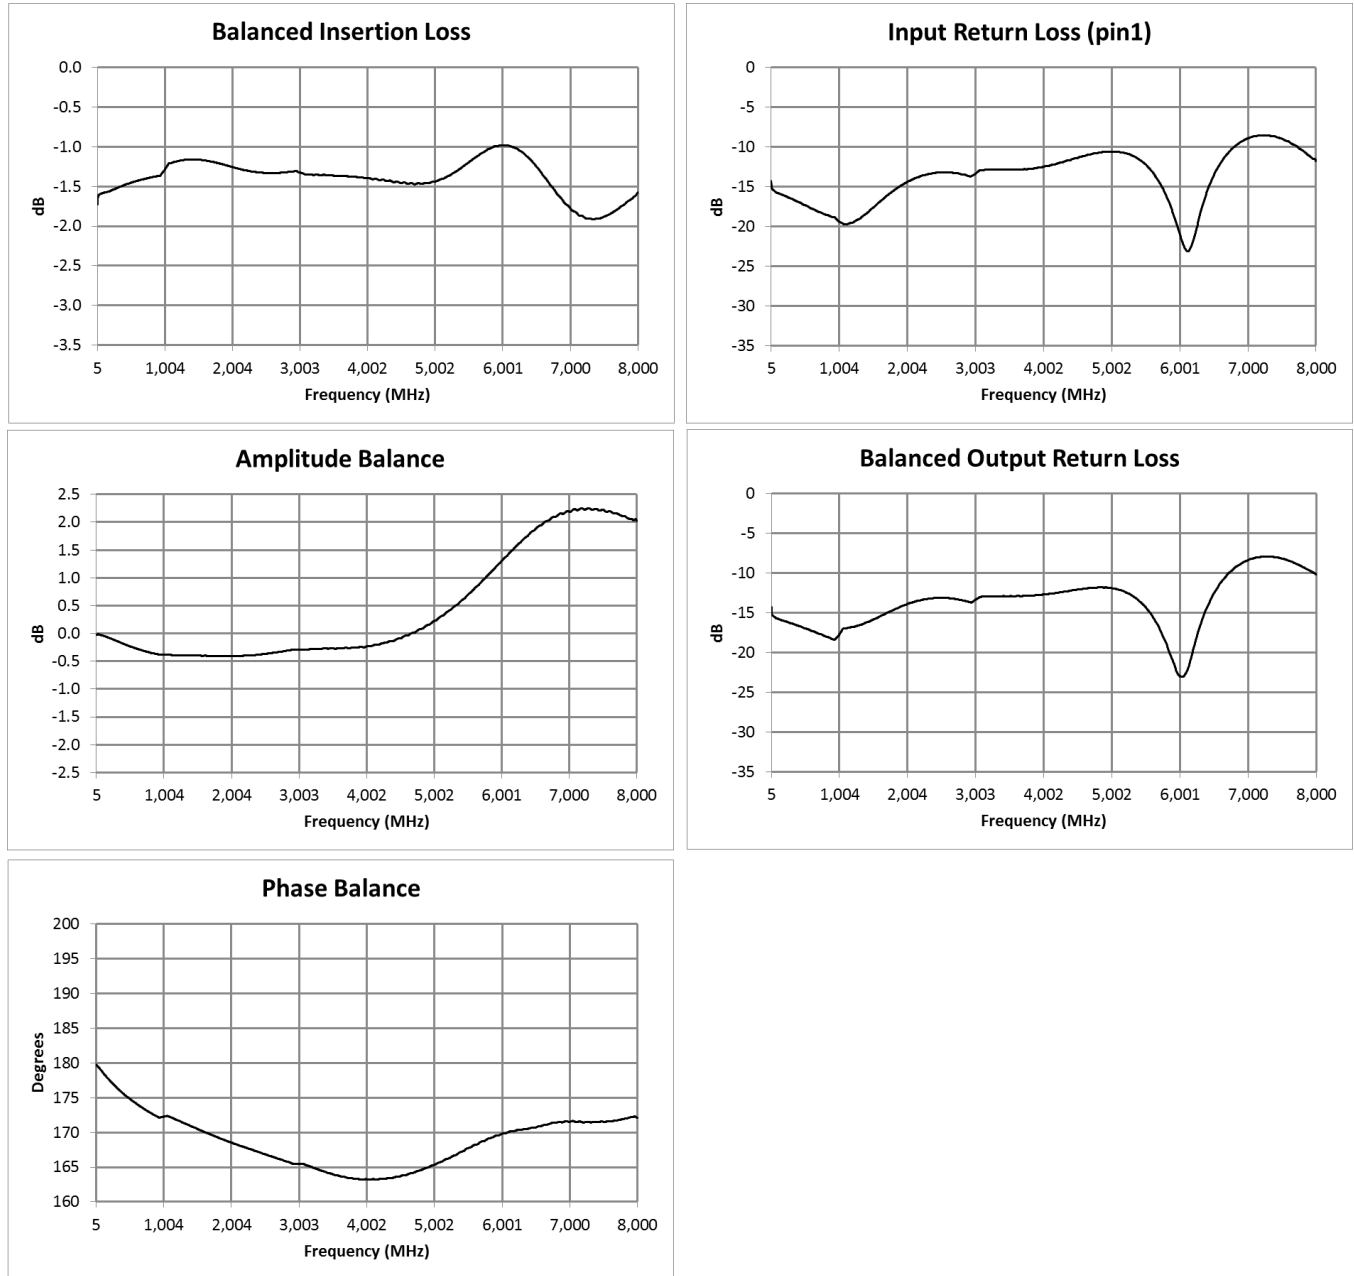 Balanced Insertion Loss
0.0
-0.5
-1.0
-1.5
-2.0
-2.5
-3.0
-3.5
dB
5 1,004 2,004 3,003 4,002 5,002 6,001 7,000 8,000
Frequency (MHz)
Input Return Loss (pin1)
0
-5
-10
-15
-20
-25
-30
-35
dB
5 1,004 2,004 3,003 4,002 5,002 6,001 7,000 8,000
Frequency (MHz)
Amplitude Balance
2.5
2.0
1.5
1.0
0.5
0.0
-0.5
-1.0
-1.5
-2.0
-2.5
dB
5 1,004 2,004 3,003 4,002 5,002 6,001 7,000 8,000
Frequency (MHz)
Balanced Output Return Loss
0
-5
-10
-15
-20
-25
-30
-35
dB
5 1,004 2,004 3,003 4,002 5,002 6,001 7,000 8,000
Frequency (MHz)
Phase Balance
200
195
190
185
180
175
170
165
160
Degrees
5 1,004 2,004 3,003 4,002 5,002 6,001 7,000 8,000
Frequency (MHz)